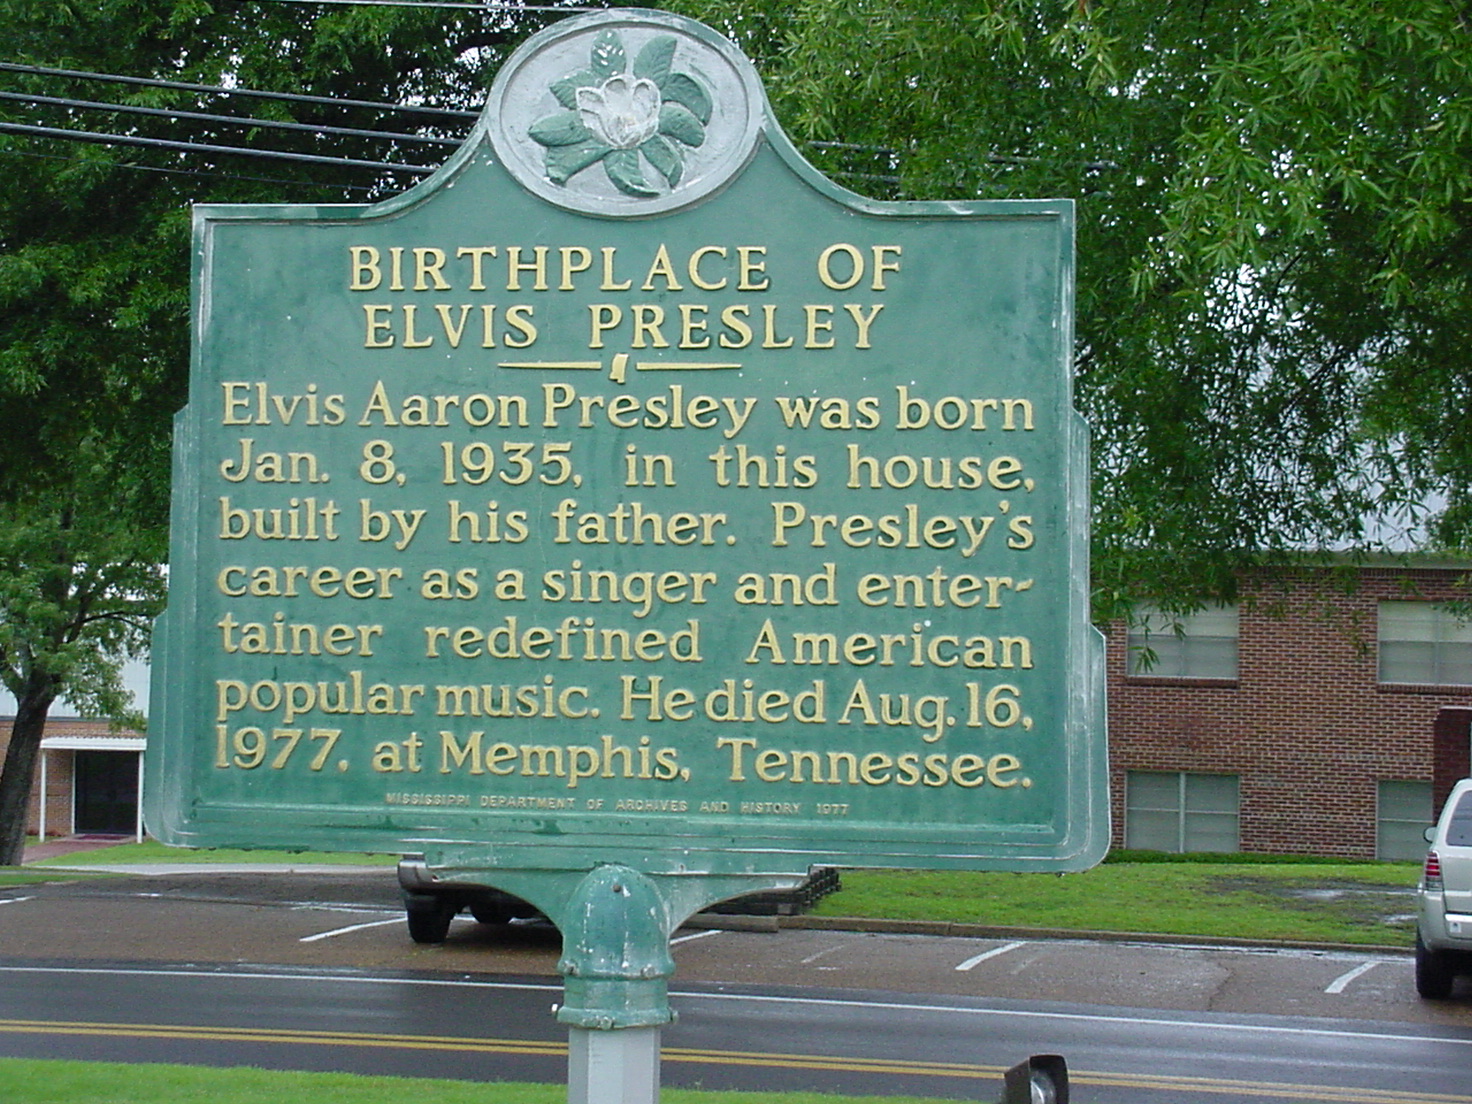 BIRTHPLACE OF
ELVIS PRESLEY
Elvis Aaron Presley was born
Jan. 8, 1935, in this house,
built by his father. Presley's
career as a singer and enter-
tainer redefined American
popular music. He died Aug. 16,
1977, at Memphis, Tennessee.
MISSISSIPPI DEPARTMENT OF ARCHIVES AND HISTORY 1977